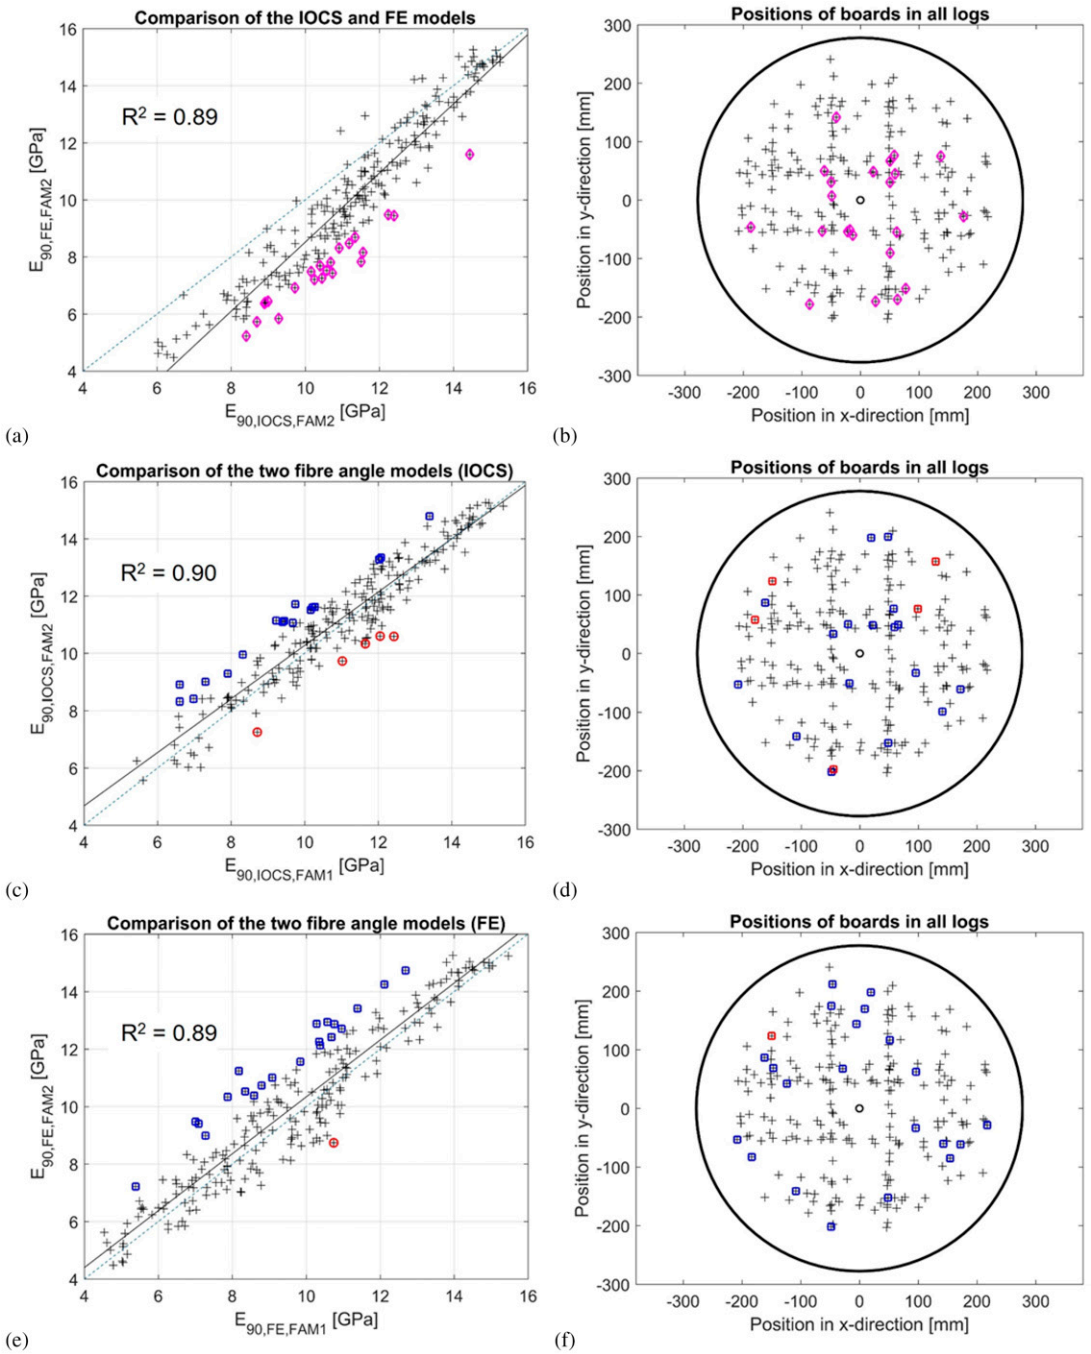 Comparison of the IOCS and FE models
16
14
12
10
8
6
4
R² = 0.89
E90,FE,FAM2 [GPa]
4 6 8 10 12 14 16
E90,IOCS,FAM2 [GPa]
(a)
Positions of boards in all logs
300
200
100
0
-100
-200
-300
Position in y-direction [mm]
-300 -200 -100 0 100 200 300
Position in x-direction [mm]
(b)
Comparison of the two fibre angle models (IOCS)
16
14
12
10
8
6
4
R² = 0.90
E90,IOCS,FAM2 [GPa]
4 6 8 10 12 14 16
E90,IOCS,FAM1 [GPa]
(c)
Positions of boards in all logs
300
200
100
0
-100
-200
-300
Position in y-direction [mm]
-300 -200 -100 0 100 200 300
Position in x-direction [mm]
(d)
Comparison of the two fibre angle models (FE)
16
14
12
10
8
6
4
R² = 0.89
E90,FE,FAM2 [GPa]
4 6 8 10 12 14 16
E90,FE,FAM1 [GPa]
(e)
Positions of boards in all logs
300
200
100
0
-100
-200
-300
Position in y-direction [mm]
-300 -200 -100 0 100 200 300
Position in x-direction [mm]
(f)